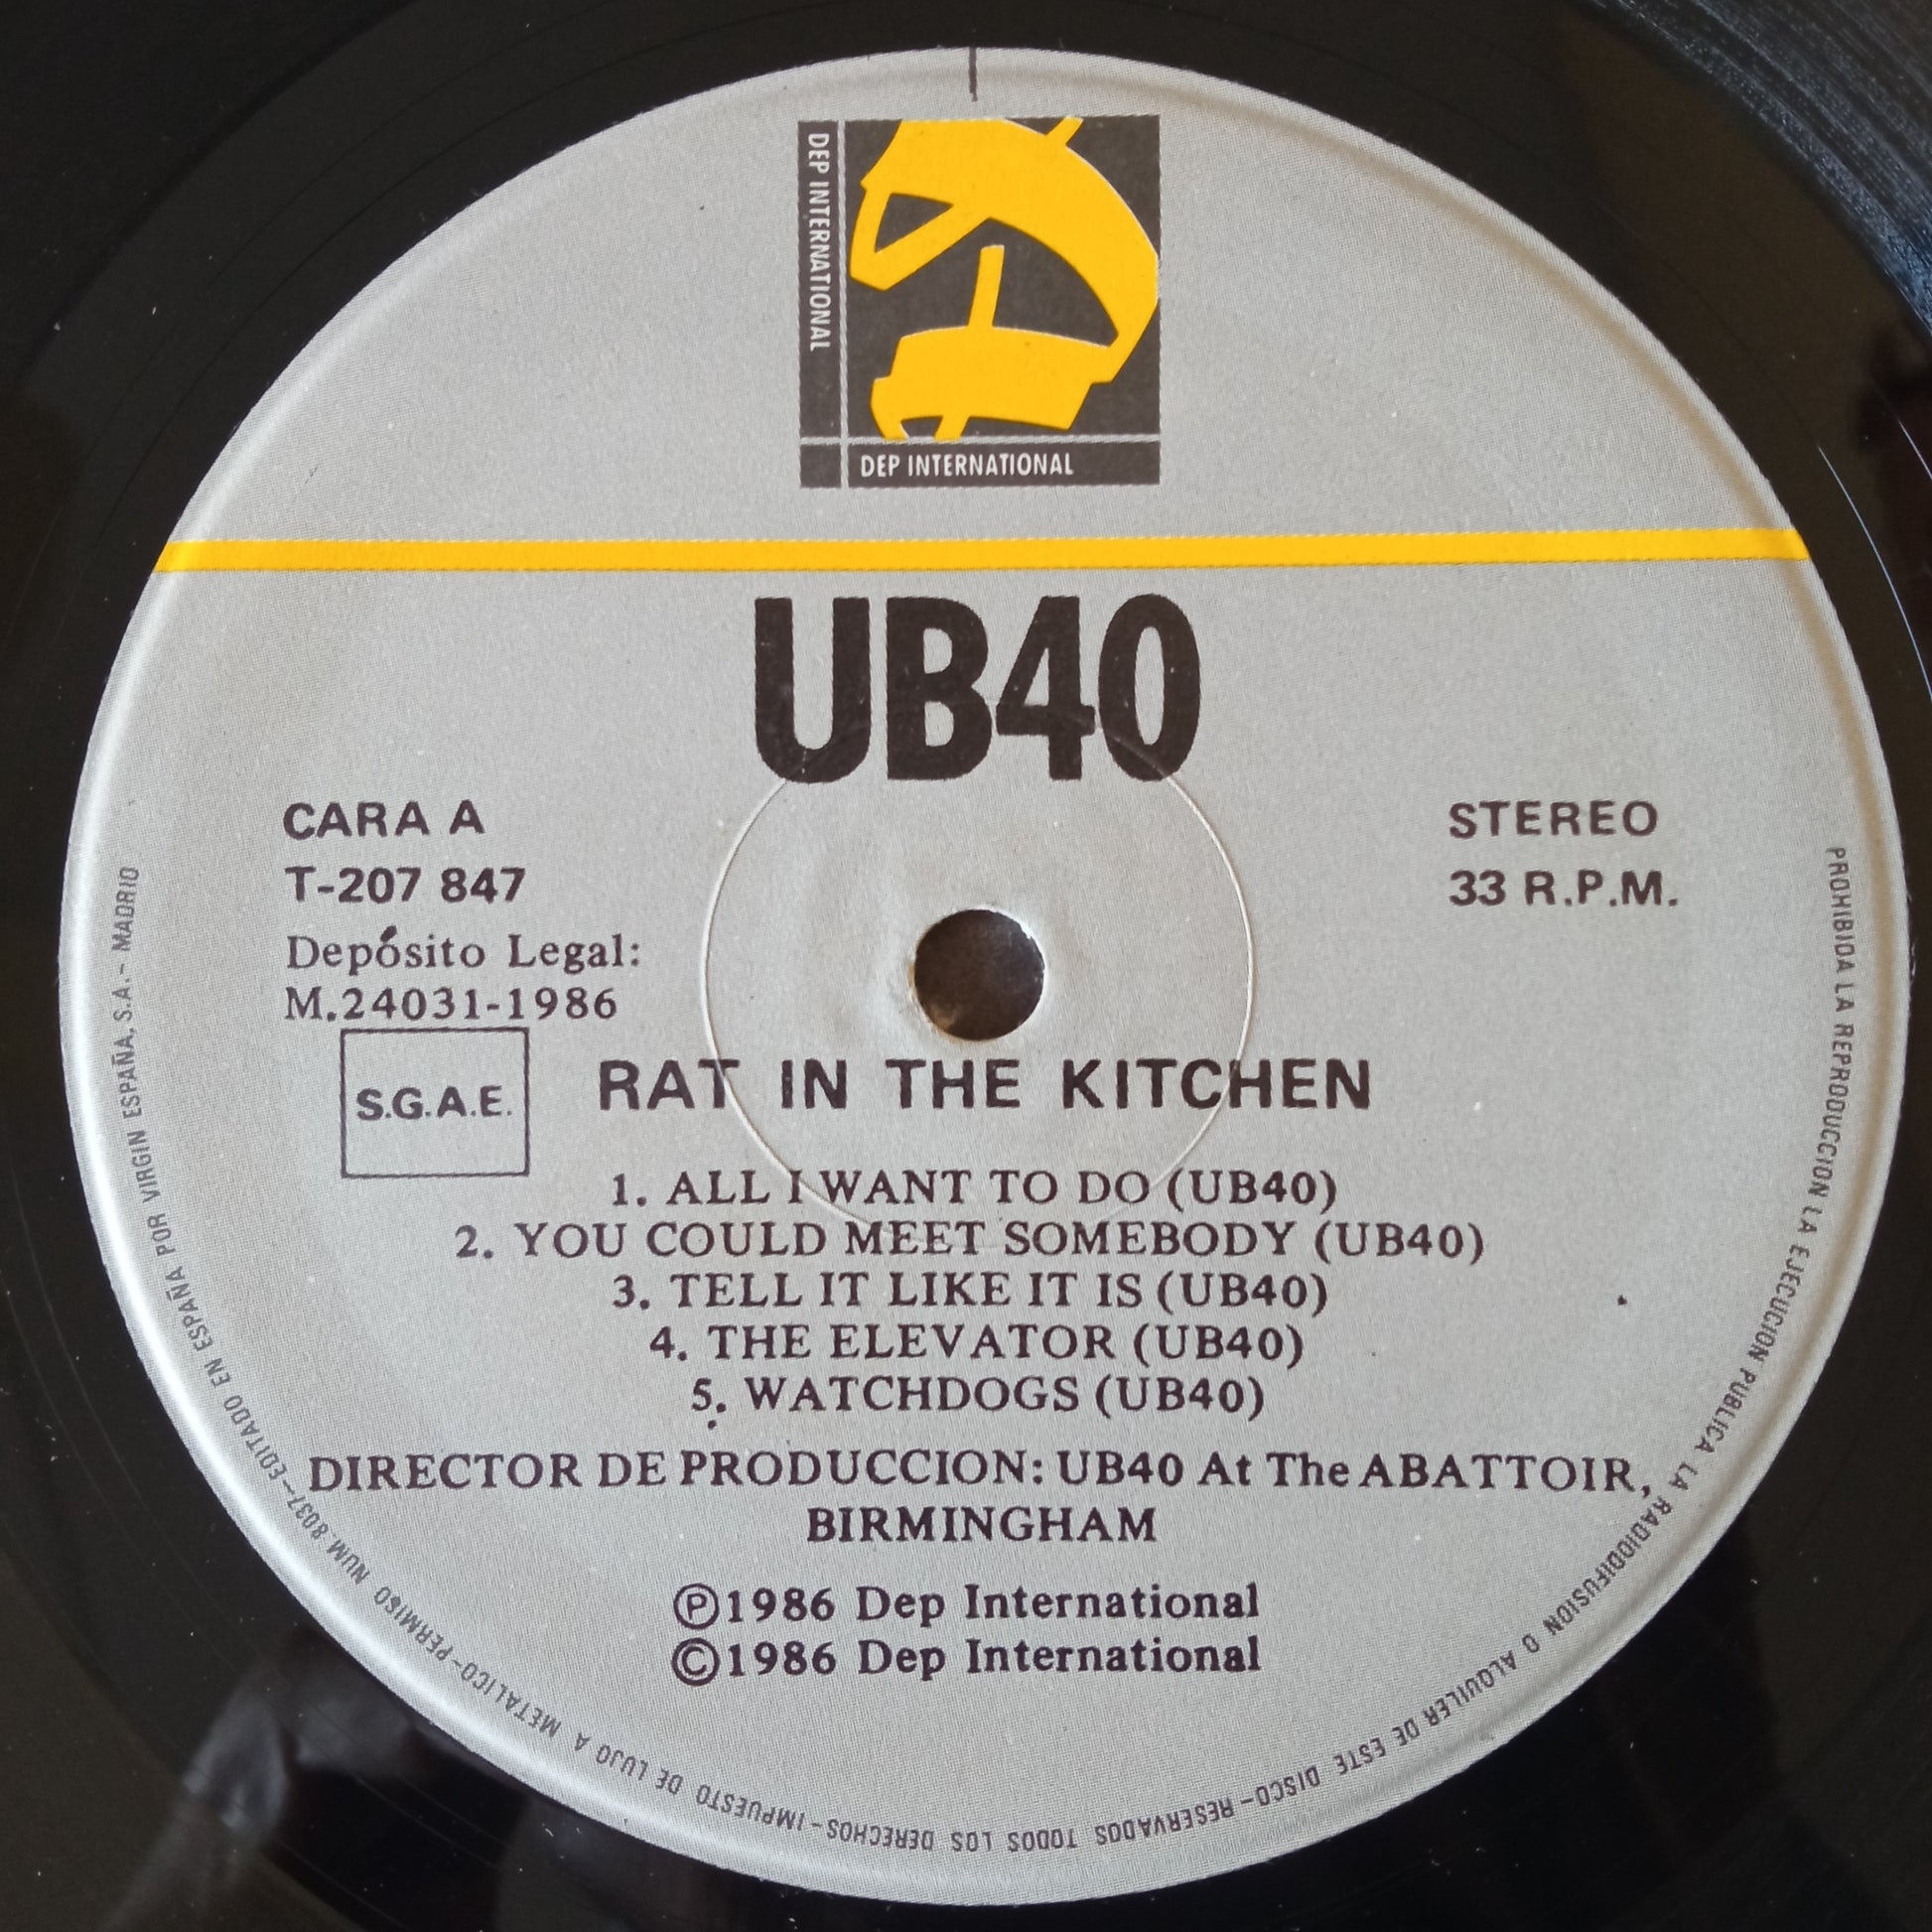 DEP INTERNATIONAL
DEP INTERNATIONAL
UB40
CARA A
T-207 847
Depósito Legal:
M.24031-1986
S.G.A.E.
STEREO
33 R.P.M.
RAT IN THE KITCHEN
1. ALL I WANT TO DO (UB40)
2. YOU COULD MEET SOMEBODY (UB40)
3. TELL IT LIKE IT IS (UB40)
4. THE ELEVATOR (UB40)
5. WATCHDOGS (UB40)
DIRECTOR DE PRODUCCION: UB40 At The ABATTOIR,
BIRMINGHAM
Ⓟ1986 Dep International
©1986 Dep International
PROHIBIDA LA REPRODUCCION LA EJECUCION PUBLICA LA RADIODIFUSION O ALQUILER DE ESTE DISCO-RESERVADOS TODOS LOS DERECHOS-IMPUESTO DE LUJO A METALICO-PERMISO NUM. 8037-EDITADO EN ESPAÑA POR VIRGIN ESPAÑA, S.A.- MADRID